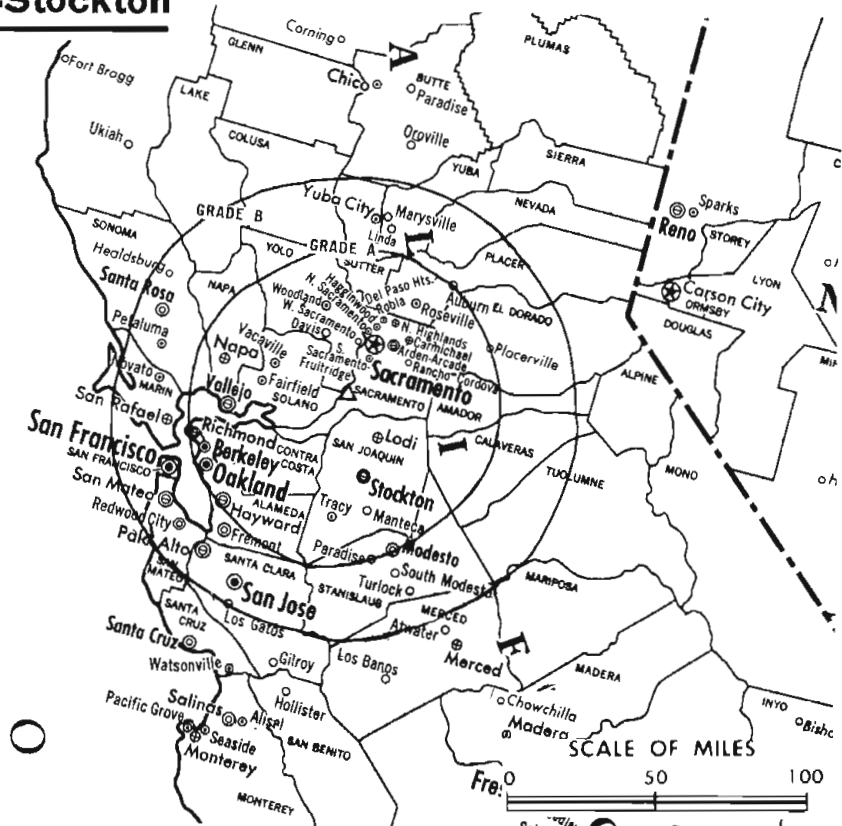 Stockton
Corning
GLENN
PLUMAS
Fort Bragg
A
Chico
BUTTE
Paradise
LAKE
Ukiah
COLUSA
Oroville
YUBA
SIERRA
GRADE B
Yuba City
Marysville
Linda
NEVADA
Sparks
Reno
STOREY
SONOMA
YOLO
GRADE A
L
SUTTER
PLACER
LYON
Healdsburg
Santa Rosa
NAPA
Del Paso Hts.
Robla
Hagginwood
N. Sacramento
Woodland
W. Sacramento
Davis
Auburn
EL DORADO
Roseville
Carson City
ORMSBY
N
DOUGLAS
Petaluma
Napa
Vacaville
N. Highlands
Carmichael
Arden-Arcade
Rancho Cordova
Placerville
S. Sacramento-
Fruitridge
Sacramento
Novato
MARIN
Vallejo
Fairfield
SOLANO
SACRAMENTO
AMADOR
ALPINE
San Rafael
San Francisco
SAN FRANCISCO
Richmond
Berkeley
Oakland
CONTRA
COSTA
SAN JOAQUIN
Lodi
I
CALAVERAS
TUOLUMNE
MONO
San Mateo
Stockton
ALAMEDA
Hayward
Tracy
Manteca
Redwood City
Palo Alto
Fremont
Paradise
Modesto
SAN
MATEO
SANTA CLARA
South Modesto
Turlock
STANISLAUS
MARIPOSA
San Jose
SANTA
CRUZ
Los Gatos
MERCED
Atwater
Santa Cruz
Merced
F
Watsonville
Gilroy
Los Banos
MADERA
Hollister
Salinas
Alisal
Pacific Grove
Seaside
Monterey
SAN BENITO
MONTEREY
Chowchilla
Madera
INYO
Bisho
O
Fres
SCALE OF MILES
0 50 100